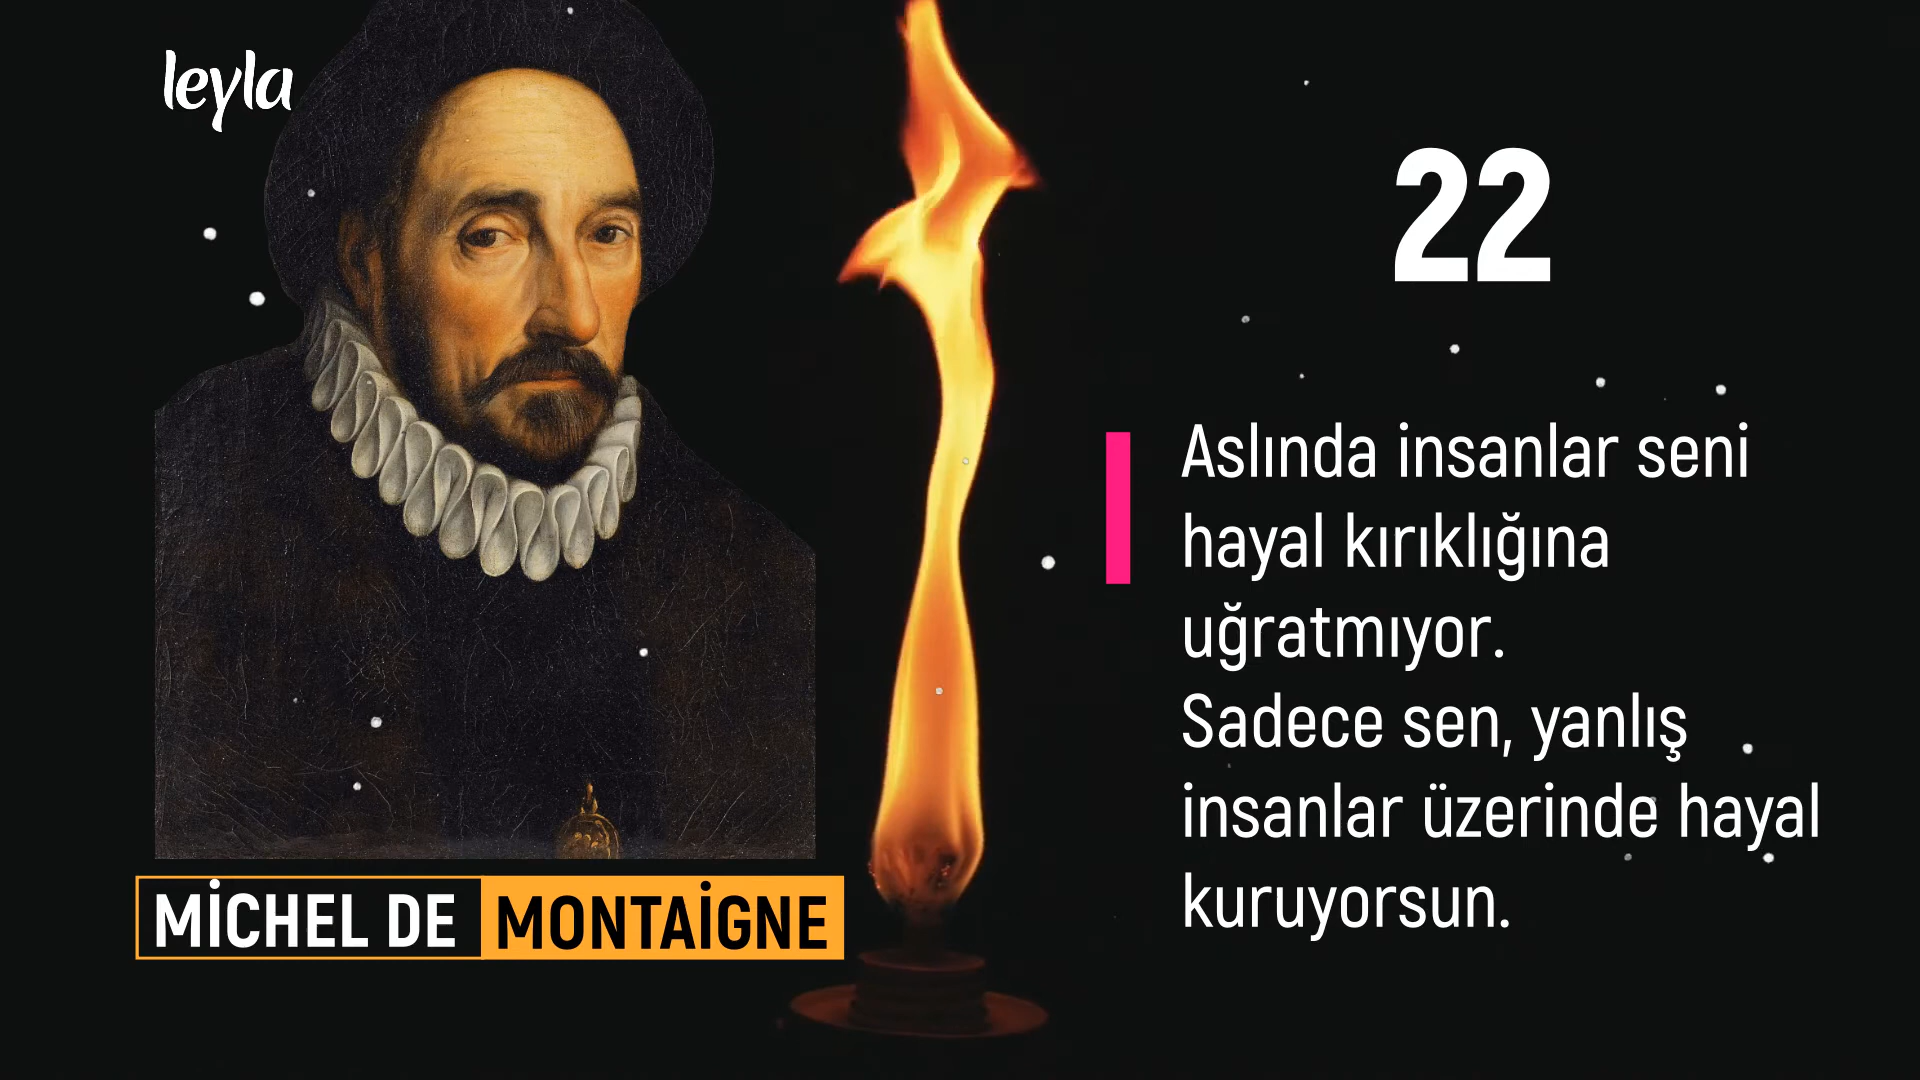 leyla
22
Aslında insanlar seni
hayal kırıklığına
uğratmıyor.
Sadece sen, yanlış
insanlar üzerinde hayal
kuruyorsun.
MİCHEL DE MONTAİGNE